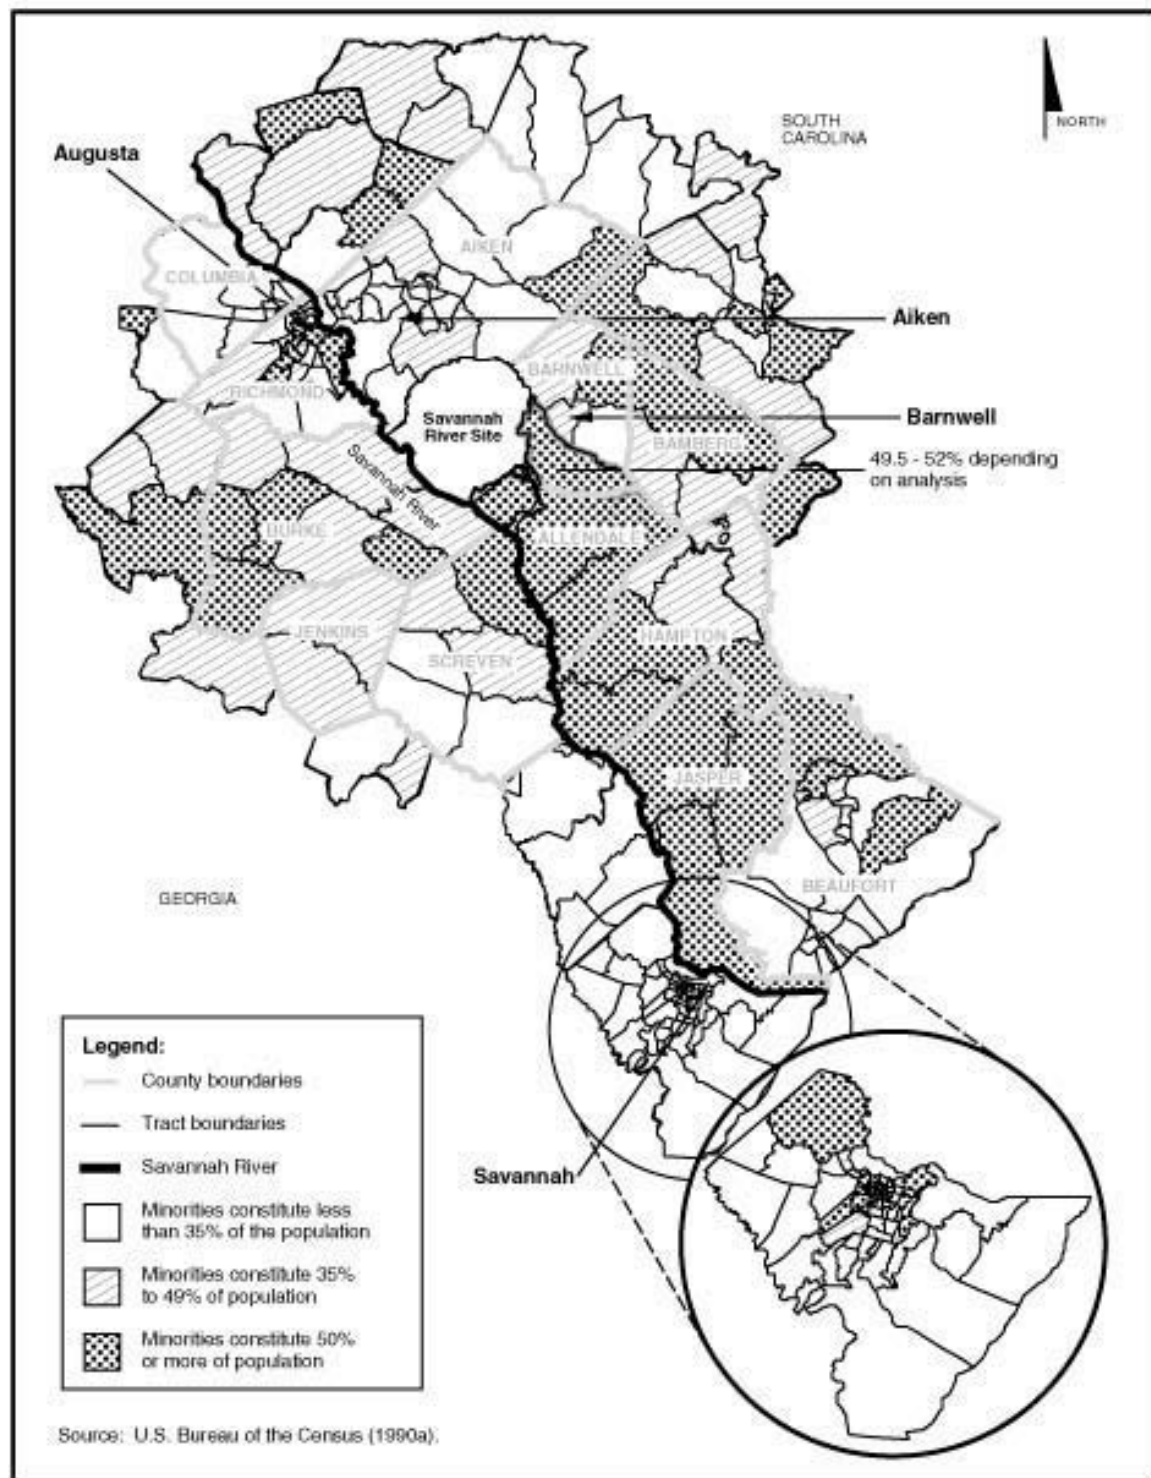 SOUTH
CAROLINA
NORTH
Augusta
AIKEN
COLUMBIA
Aiken
BARNWELL
RICHMOND
Savannah
River Site
Barnwell
BAMBERG
49.5 - 52% depending
on analysis
Savannah River
BURKE
ALLENDALE
JENKINS
HAMPTON
SCREVEN
JASPER
BEAUFORT
GEORGIA
Savannah
Legend:
County boundaries
Tract boundaries
Savannah River
Minorities constitute less
than 35% of the population
Minorities constitute 35%
to 49% of population
Minorities constitute 50%
or more of population
Source: U.S. Bureau of the Census (1990a).